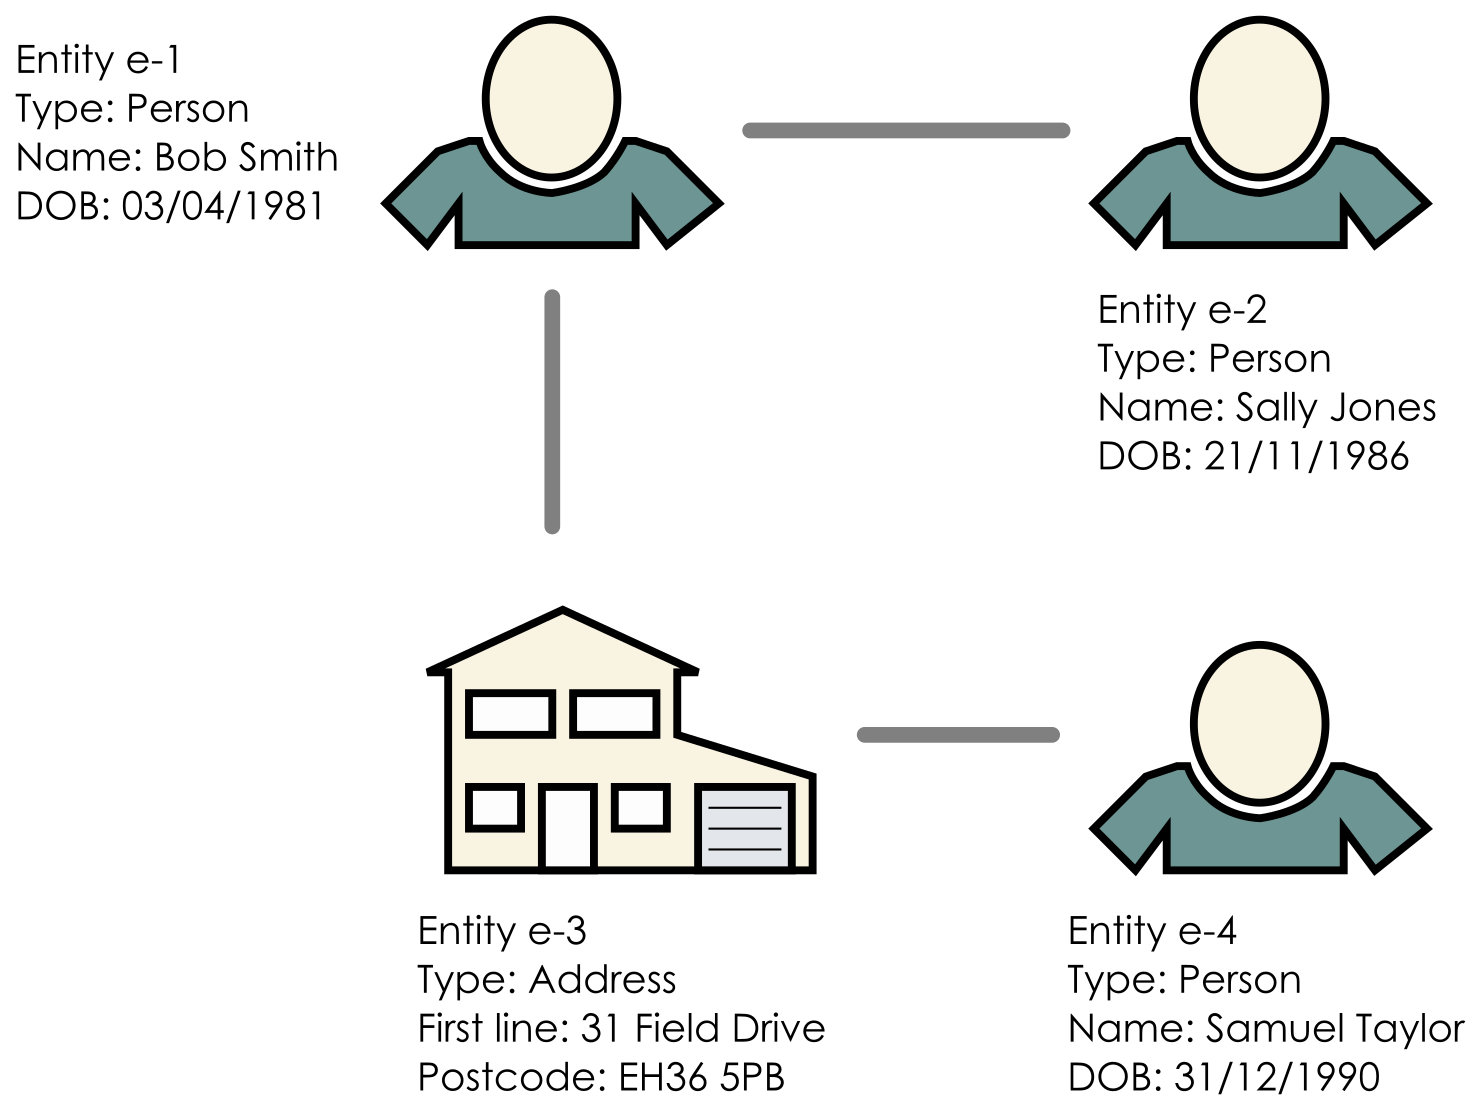 Entity e-1
Type: Person
Name: Bob Smith
DOB: 03/04/1981
Entity e-2
Type: Person
Name: Sally Jones
DOB: 21/11/1986
Entity e-3
Type: Address
First line: 31 Field Drive
Postcode: EH36 5PB
Entity e-4
Type: Person
Name: Samuel Taylor
DOB: 31/12/1990